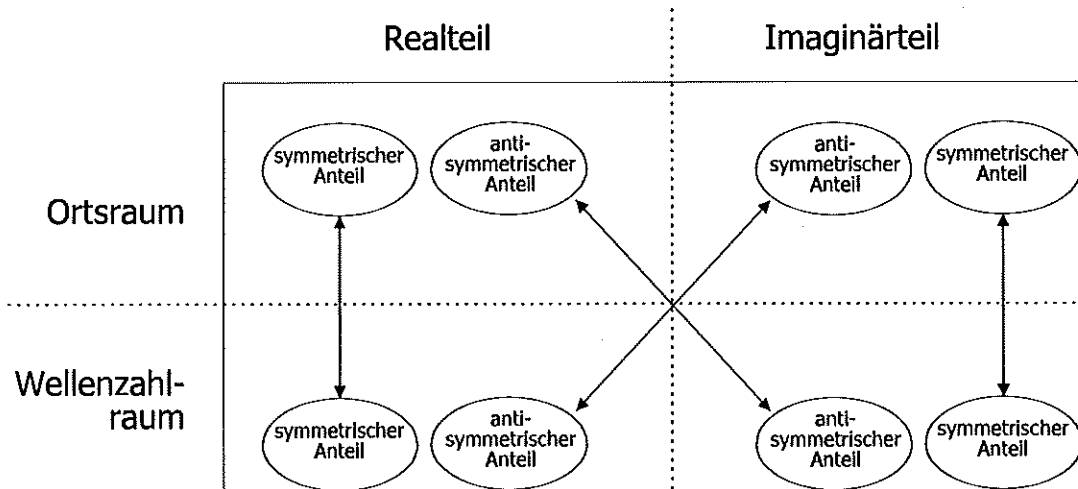 Realteil
Imaginärteil
symmetrischer
Anteil
anti-
symmetrischer
Anteil
anti-
symmetrischer
Anteil
symmetrischer
Anteil
Ortsraum
Wellenzahl-
raum
symmetrischer
Anteil
anti-
symmetrischer
Anteil
anti-
symmetrischer
Anteil
symmetrischer
Anteil